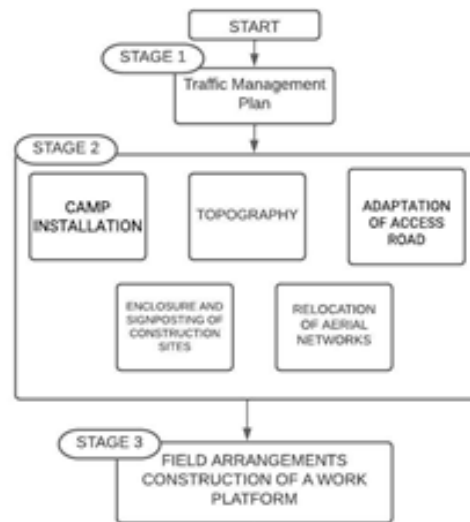 START
STAGE 1
Traffic Management
Plan
STAGE 2
CAMP
INSTALLATION
TOPOGRAPHY
ADAPTATION
OF ACCESS
ROAD
ENCLOSURE AND
SIGNPOSTING OF
CONSTRUCTION
SITES
RELOCATION
OF AERIAL
NETWORKS
STAGE 3
FIELD ARRANGEMENTS
CONSTRUCTION OF A WORK
PLATFORM